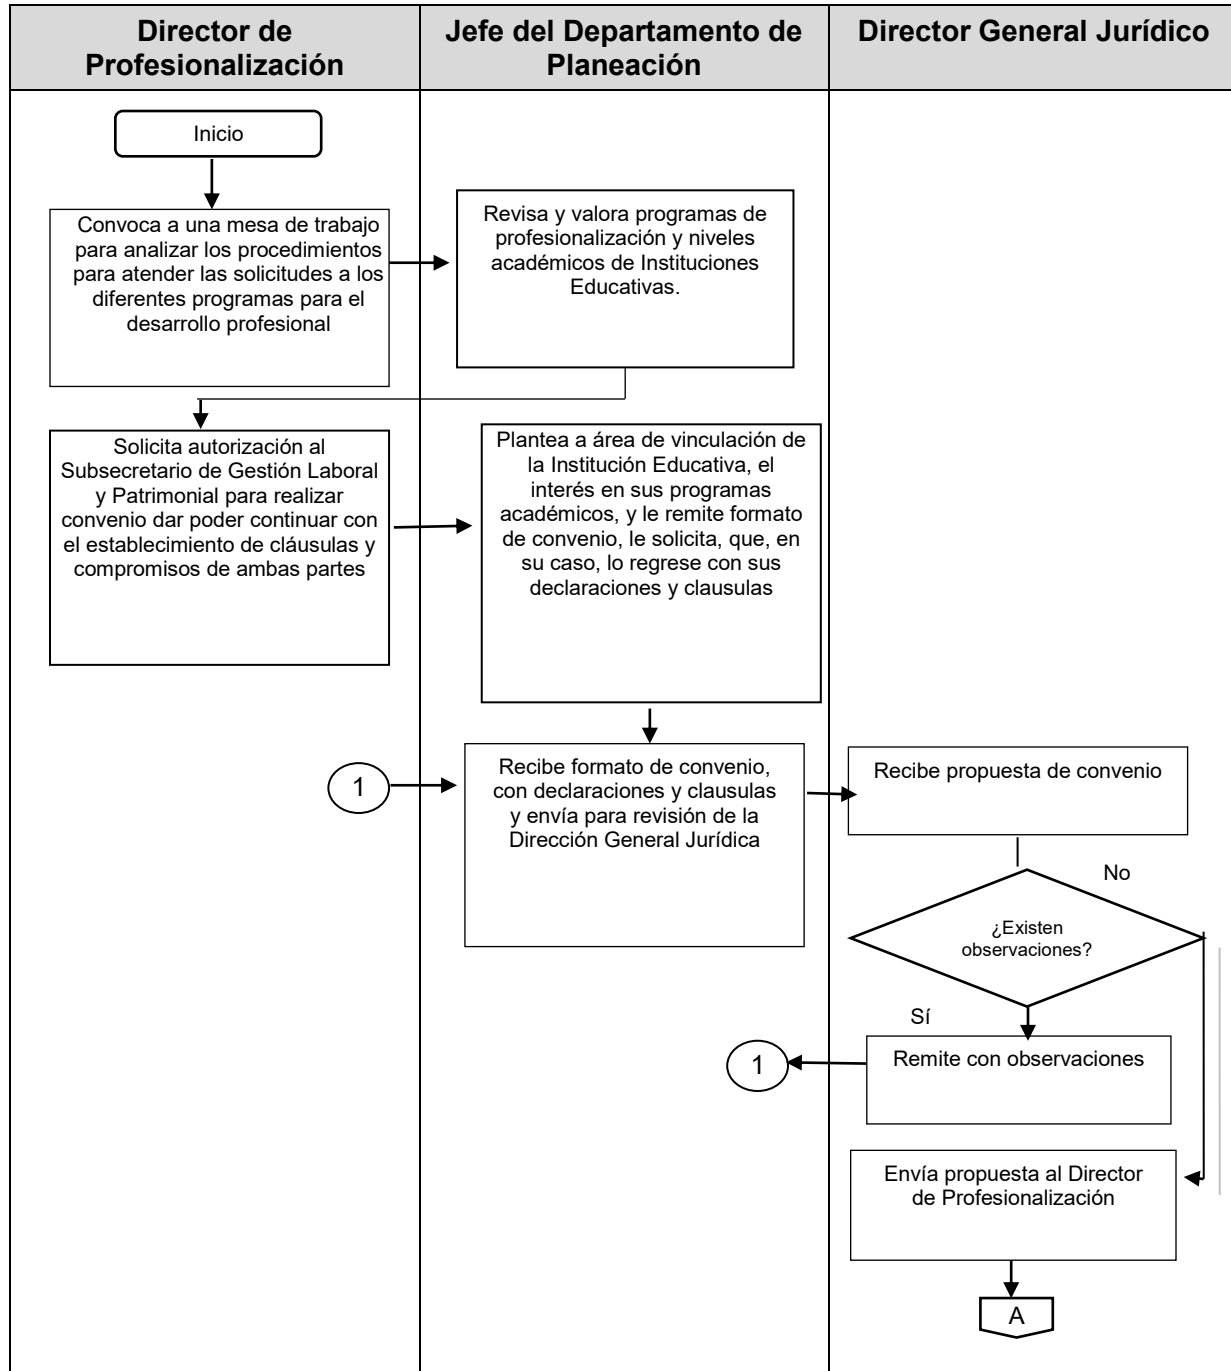 Director de
Profesionalización
Jefe del Departamento de
Planeación
Director General Jurídico
Inicio
Convoca a una mesa de trabajo
para analizar los procedimientos
para atender las solicitudes a los
diferentes programas para el
desarrollo profesional
Revisa y valora programas de
profesionalización y niveles
académicos de Instituciones
Educativas.
Solicita autorización al
Subsecretario de Gestión Laboral
y Patrimonial para realizar
convenio dar poder continuar con
el establecimiento de cláusulas y
compromisos de ambas partes
Plantea a área de vinculación de
la Institución Educativa, el
interés en sus programas
académicos, y le remite formato
de convenio, le solicita, que, en
su caso, lo regrese con sus
declaraciones y clausulas
1
Recibe formato de convenio,
con declaraciones y clausulas
y envía para revisión de la
Dirección General Jurídica
Recibe propuesta de convenio
No
¿Existen
observaciones?
Sí
1
Remite con observaciones
Envía propuesta al Director
de Profesionalización
A